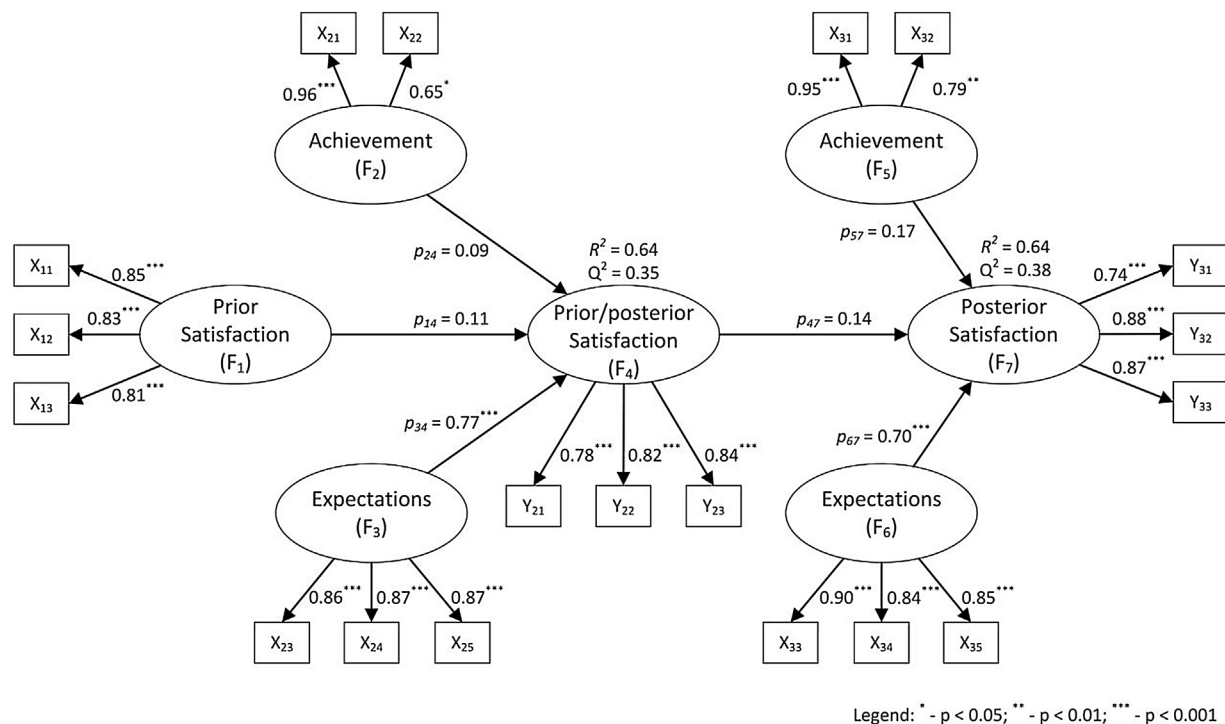 X₂₁ X₂₂ X₃₁ X₃₂
0.96*** 0.65* 0.95*** 0.79**
Achievement
(F₂)
Achievement
(F₅)
p₂₄ = 0.09
R² = 0.64
Q² = 0.35
p₅₇ = 0.17
R² = 0.64
Q² = 0.38
X₁₁
0.85***
X₁₂
0.83***
X₁₃
0.81***
Prior
Satisfaction
(F₁)
p₁₄ = 0.11
Prior/posterior
Satisfaction
(F₄)
p₄₇ = 0.14
Posterior
Satisfaction
(F₇)
0.74***
Y₃₁
0.88***
Y₃₂
0.87***
Y₃₃
p₃₄ = 0.77***
0.78*** 0.82*** 0.84***
Y₂₁ Y₂₂ Y₂₃
p₆₇ = 0.70***
Expectations
(F₃)
Expectations
(F₆)
0.86*** 0.87*** 0.87***
X₂₃ X₂₄ X₂₅
0.90*** 0.84*** 0.85***
X₃₃ X₃₄ X₃₅
Legend: * - p < 0.05; ** - p < 0.01; *** - p < 0.001